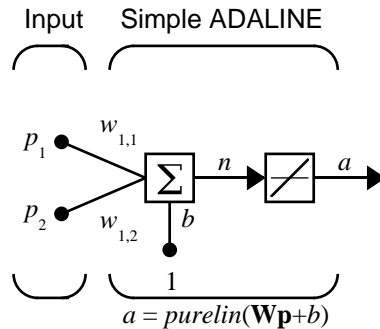 Input Simple ADALINE
p1 w1,1
Σ n a
p2 w1,2 b
1
a = purelin(Wp+b)